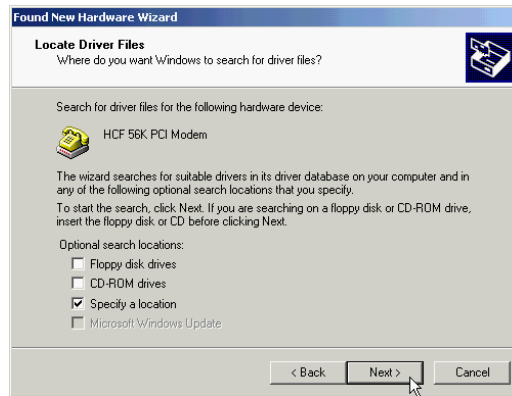 Found New Hardware Wizard
Locate Driver Files
Where do you want Windows to search for driver files?
Search for driver files for the following hardware device:
HCF 56K PCI Modem
The wizard searches for suitable drivers in its driver database on your computer and in
any of the following optional search locations that you specify.
To start the search, click Next. If you are searching on a floppy disk or CD-ROM drive,
insert the floppy disk or CD before clicking Next.
Optional search locations:
Floppy disk drives
CD-ROM drives
Specify a location
Microsoft Windows Update
< Back Next > Cancel